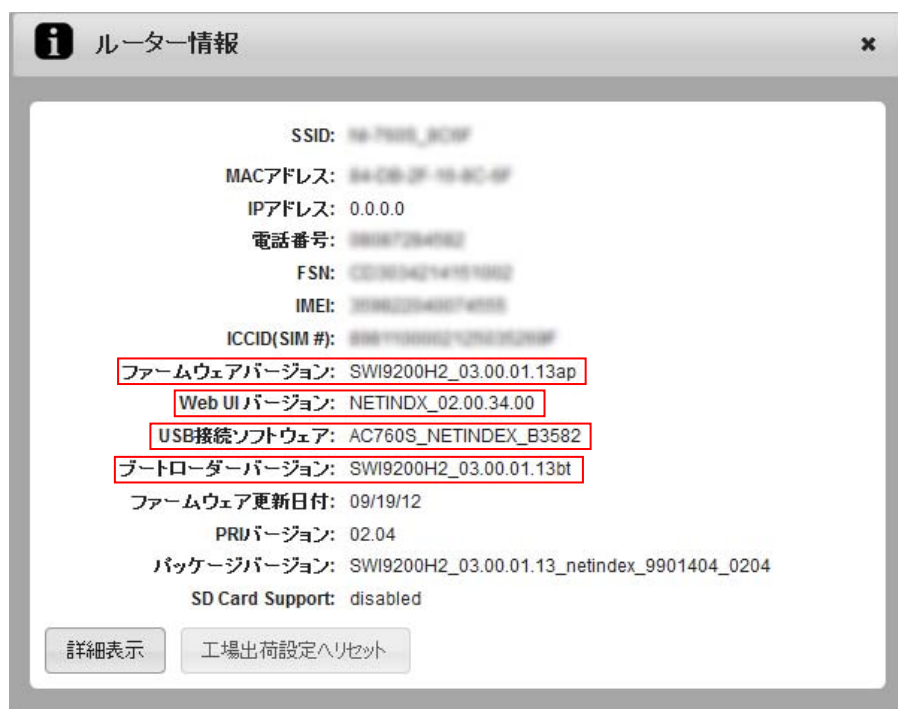 ルーター情報
SSID:
MACアドレス:
IPアドレス: 0.0.0.0
電話番号:
FSN:
IMEI:
ICCID(SIM #):
ファームウェアバージョン: SWI9200H2_03.00.01.13ap
Web UI バージョン: NETINDX_02.00.34.00
USB接続ソフトウェア: AC760S_NETINDEX_B3582
ブートローダーバージョン: SWI9200H2_03.00.01.13bt
ファームウェア更新日付: 09/19/12
PRIバージョン: 02.04
パッケージバージョン: SWI9200H2_03.00.01.13_netindex_9901404_0204
SD Card Support: disabled
詳細表示 工場出荷設定へリセット